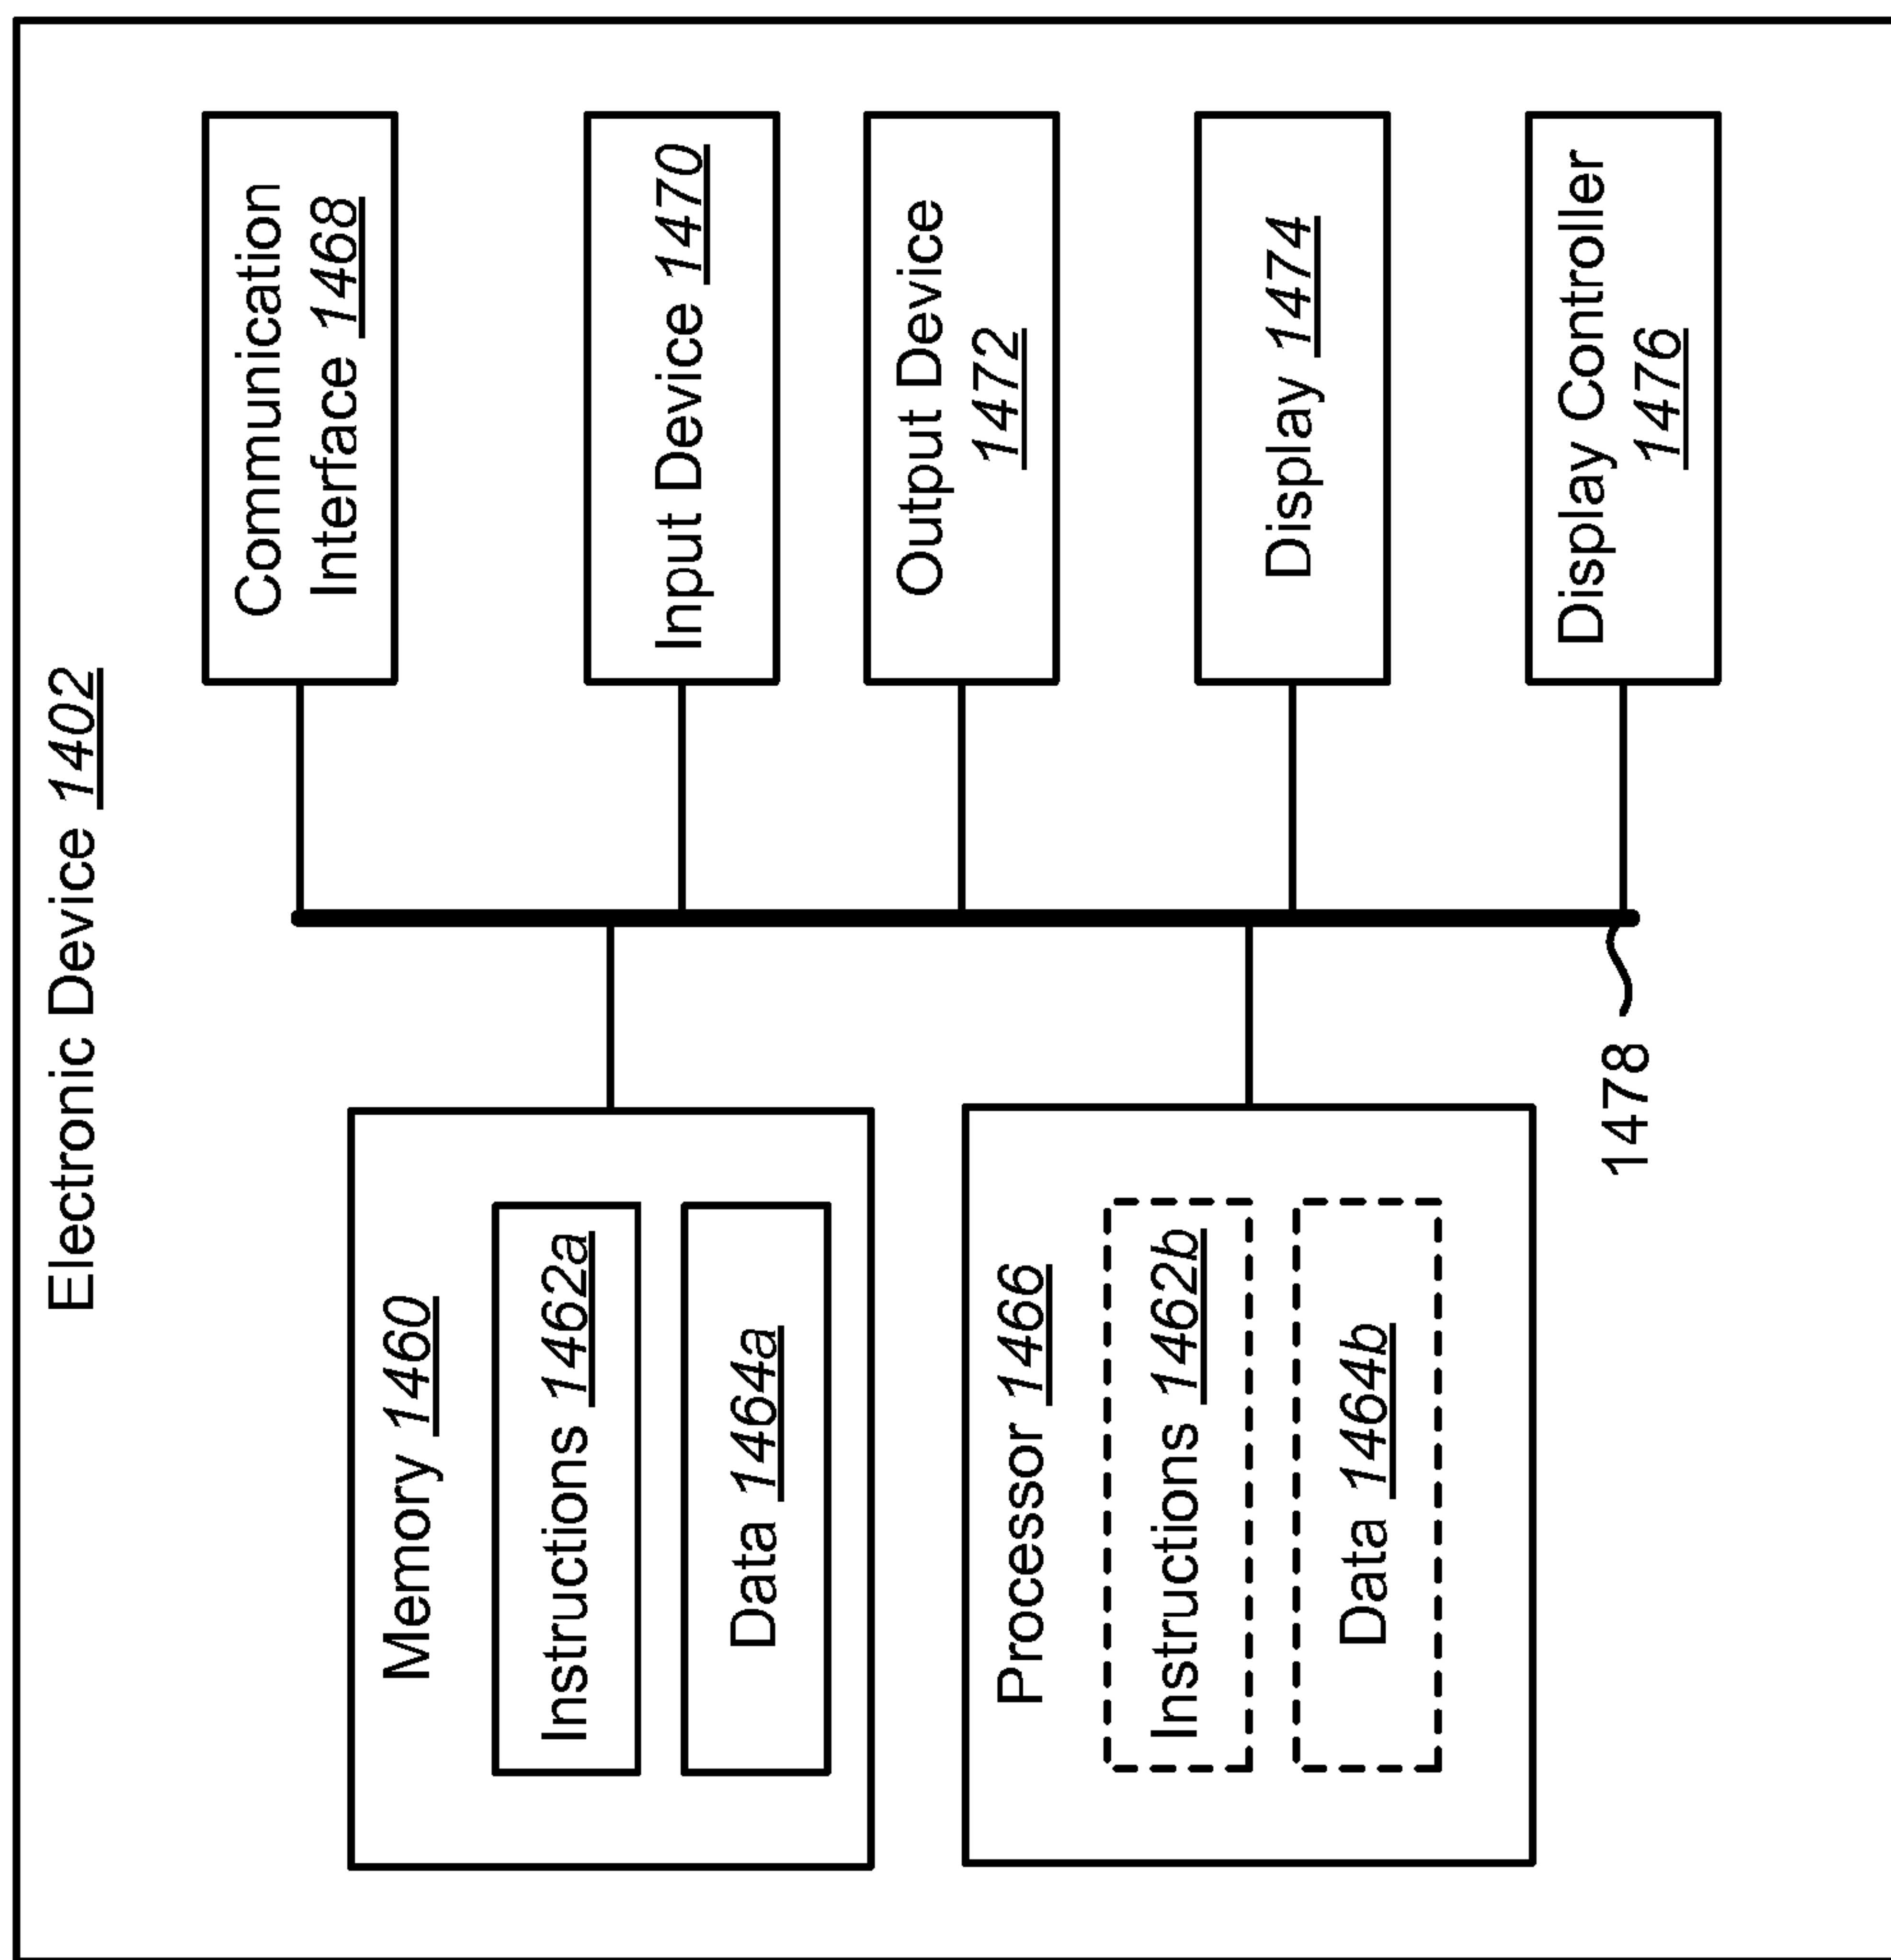 Electronic Device 1402
Memory 1460
Instructions 1462a
Data 1464a
Processor 1466
Instructions 1462b
Data 1464b
1478
Communication
Interface 1468
Input Device 1470
Output Device
1472
Display 1474
Display Controller
1476